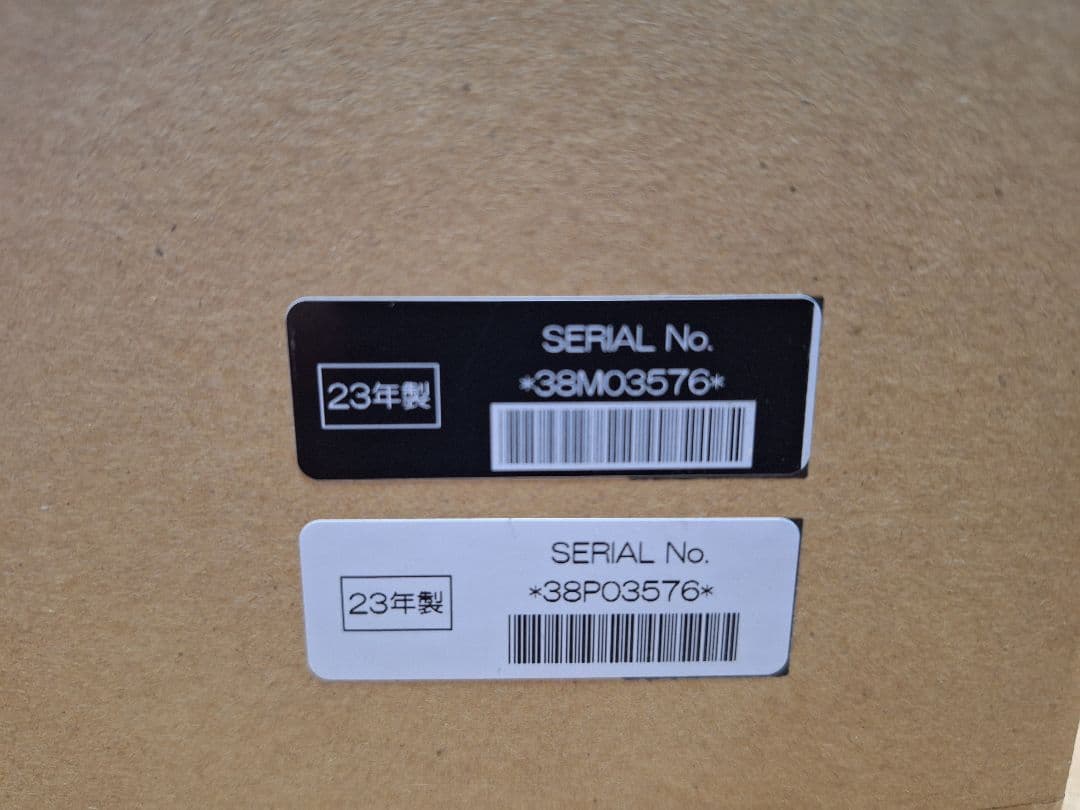 SERIAL No.
23年製
*38M03576*
SERIAL No.
23年製
*38P03576*